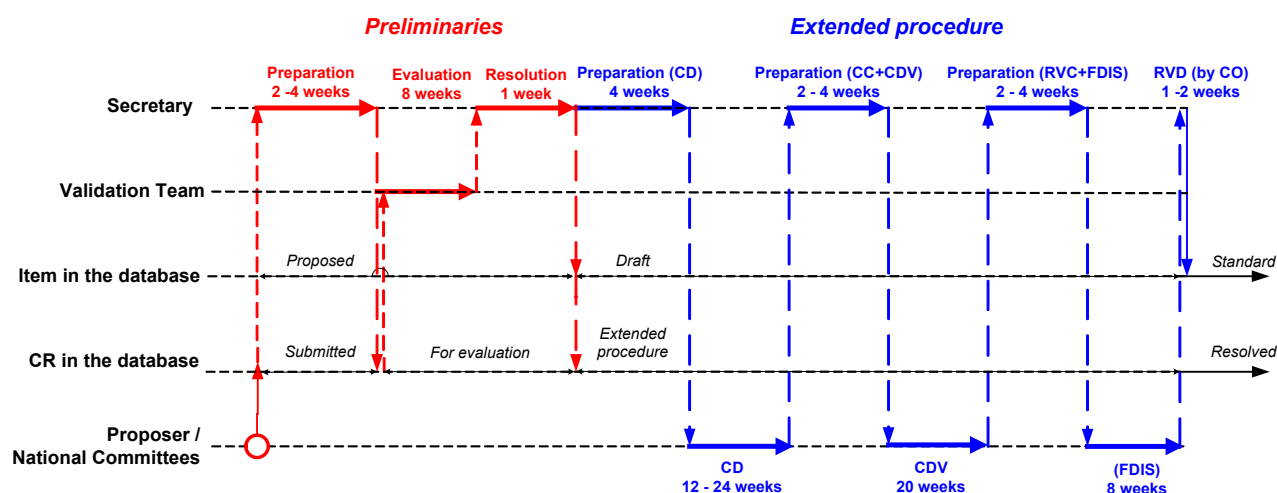 Preliminaries
Extended procedure
Preparation
2 -4 weeks
Evaluation
8 weeks
Resolution
1 week
Preparation (CD)
4 weeks
Preparation (CC+CDV)
2 - 4 weeks
Preparation (RVC+FDIS)
2 - 4 weeks
RVD (by CO)
1 -2 weeks
Secretary
Validation Team
Item in the database
Proposed
Draft
Standard
CR in the database
Submitted
For evaluation
Extended
procedure
Resolved
Proposer /
National Committees
CD
12 - 24 weeks
CDV
20 weeks
(FDIS)
8 weeks